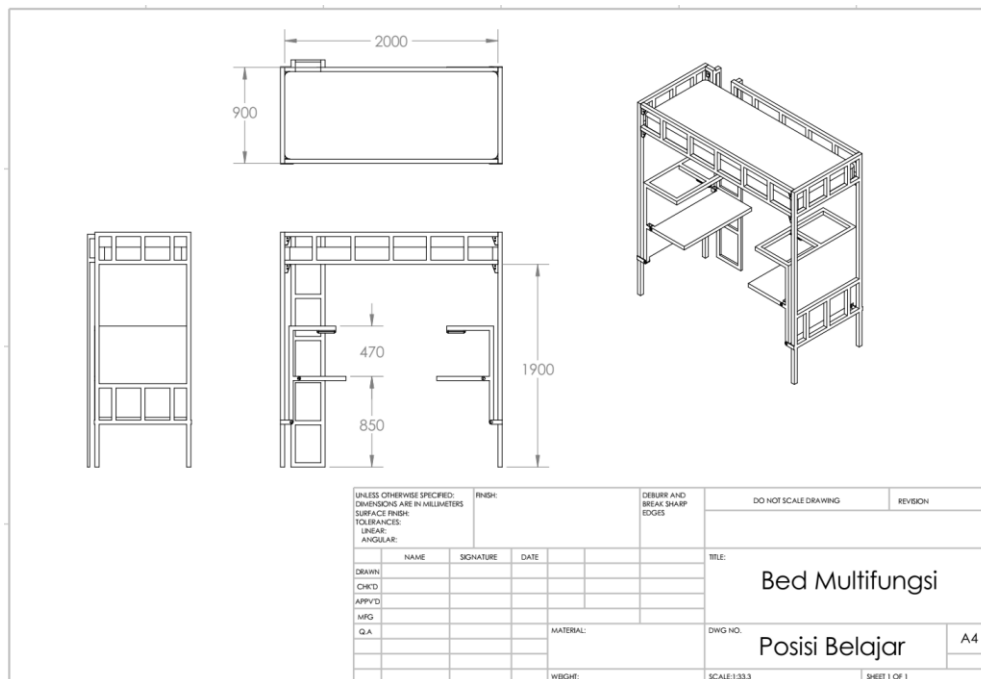 2000
900
470
850
1900
UNLESS OTHERWISE SPECIFIED:
DIMENSIONS ARE IN MILLIMETERS
SURFACE FINISH:
TOLERANCES:
LINEAR:
ANGULAR:
FINISH:
DEBURR AND
BREAK SHARP
EDGES
DO NOT SCALE DRAWING
REVISION
NAME
SIGNATURE
DATE
DRAWN
CHK'D
APPV'D
MFG
Q.A
TITLE:
Bed Multifungsi
MATERIAL:
DWG NO.
Posisi Belajar
A4
WEIGHT:
SCALE:1:33.3
SHEET 1 OF 1